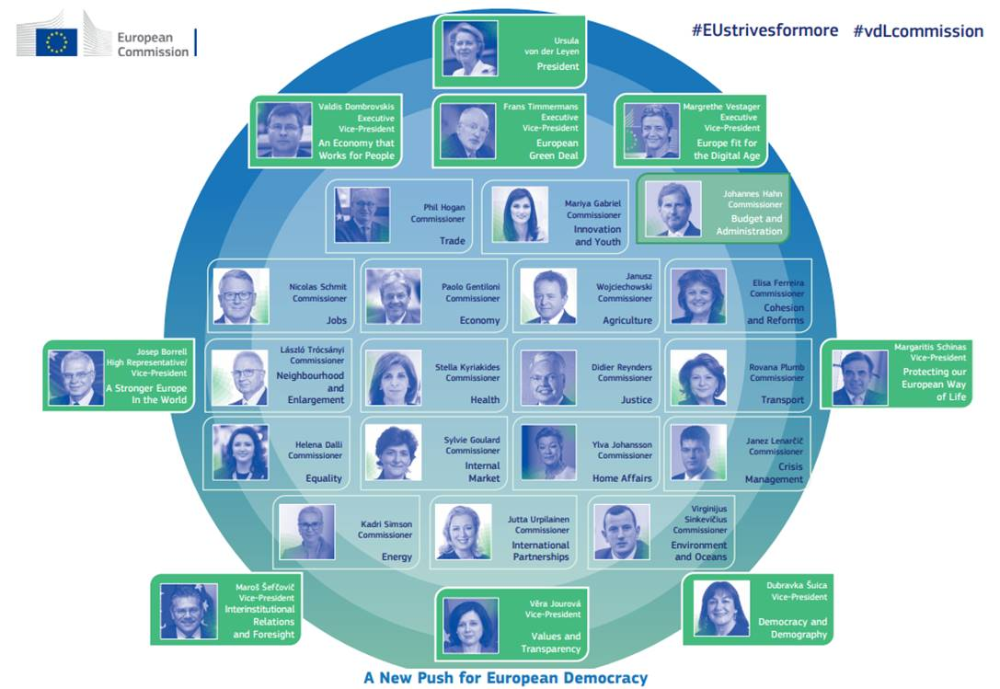 European
Commission
#EUstrivesformore #vdLcommission
Ursula
von der Leyen
President
Valdis Dombrovskis
Executive
Vice-President
An Economy that
Works for People
Frans Timmermans
Executive
Vice-President
European
Green Deal
Margrethe Vestager
Executive
Vice-President
Europe fit for
the Digital Age
Phil Hogan
Commissioner
Trade
Mariya Gabriel
Commissioner
Innovation
and Youth
Johannes Hahn
Commissioner
Budget and
Administration
Nicolas Schmit
Commissioner
Jobs
Paolo Gentiloni
Commissioner
Economy
Janusz
Wojciechowski
Commissioner
Agriculture
Elisa Ferreira
Commissioner
Cohesion
and Reforms
Josep Borrell
High Representative/
Vice-President
A Stronger Europe
In the World
László Trócsányi
Commissioner
Neighbourhood
and
Enlargement
Stella Kyriakides
Commissioner
Health
Didier Reynders
Commissioner
Justice
Rovana Plumb
Commissioner
Transport
Margaritis Schinas
Vice-President
Protecting our
European Way
of Life
Helena Dalli
Commissioner
Equality
Sylvie Goulard
Commissioner
Internal
Market
Ylva Johansson
Commissioner
Home Affairs
Janez Lenarčič
Commissioner
Crisis
Management
Kadri Simson
Commissioner
Energy
Jutta Urpilainen
Commissioner
International
Partnerships
Virginijus
Sinkevičius
Commissioner
Environment
and Oceans
Maroš Šefčovič
Vice-President
Interinstitutional
Relations
and Foresight
Věra Jourová
Vice-President
Values and
Transparency
Dubravka Šuica
Vice-President
Democracy and
Demography
A New Push for European Democracy